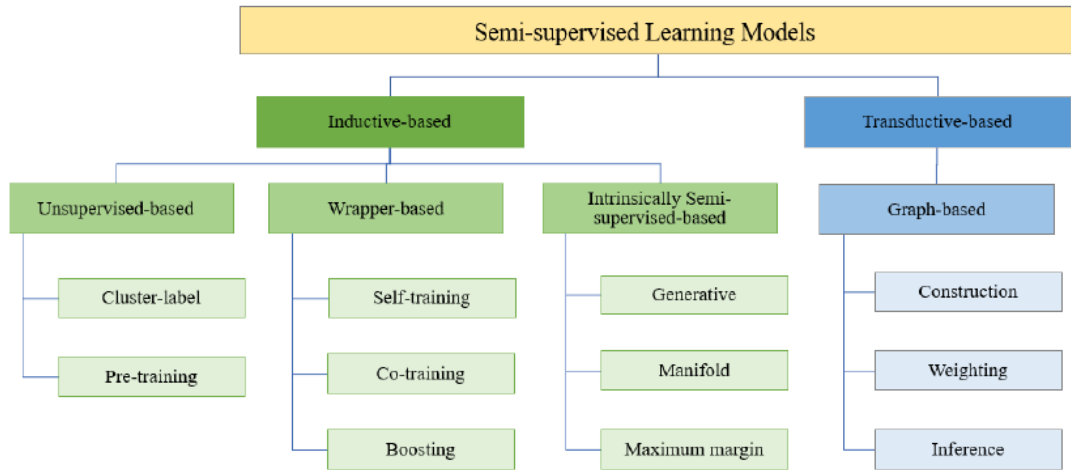 Semi-supervised Learning Models
Inductive-based
Transductive-based
Unsupervised-based
Wrapper-based
Intrinsically Semi-
supervised-based
Graph-based
Cluster-label
Self-training
Generative
Construction
Pre-training
Co-training
Manifold
Weighting
Boosting
Maximum margin
Inference